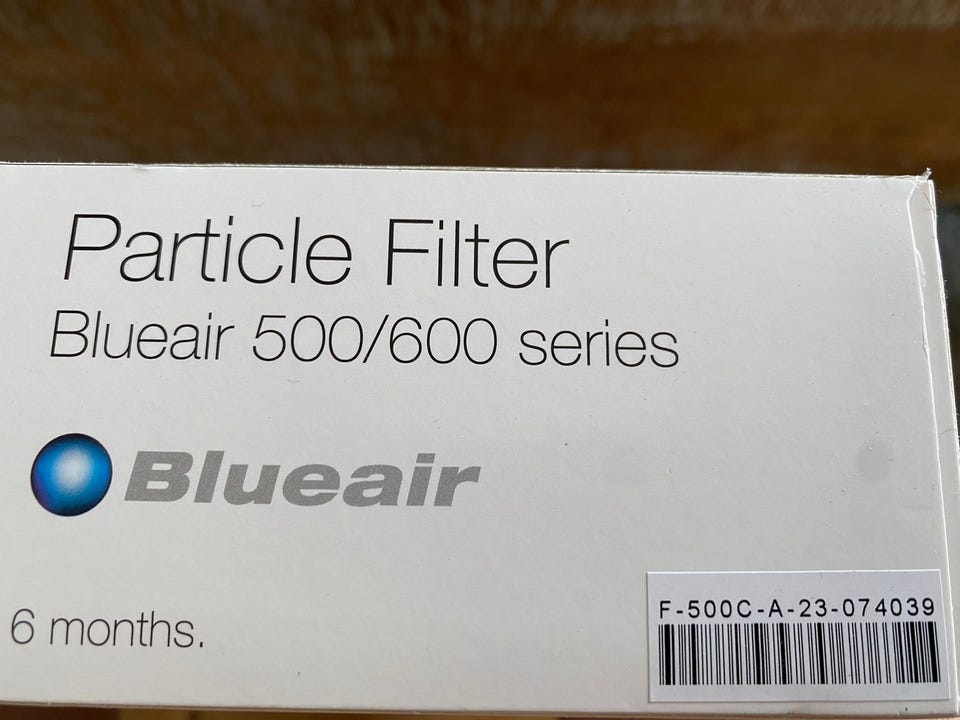 Particle Filter
Blueair 500/600 series
Blueair
6 months.
F-500C-A-23-074039